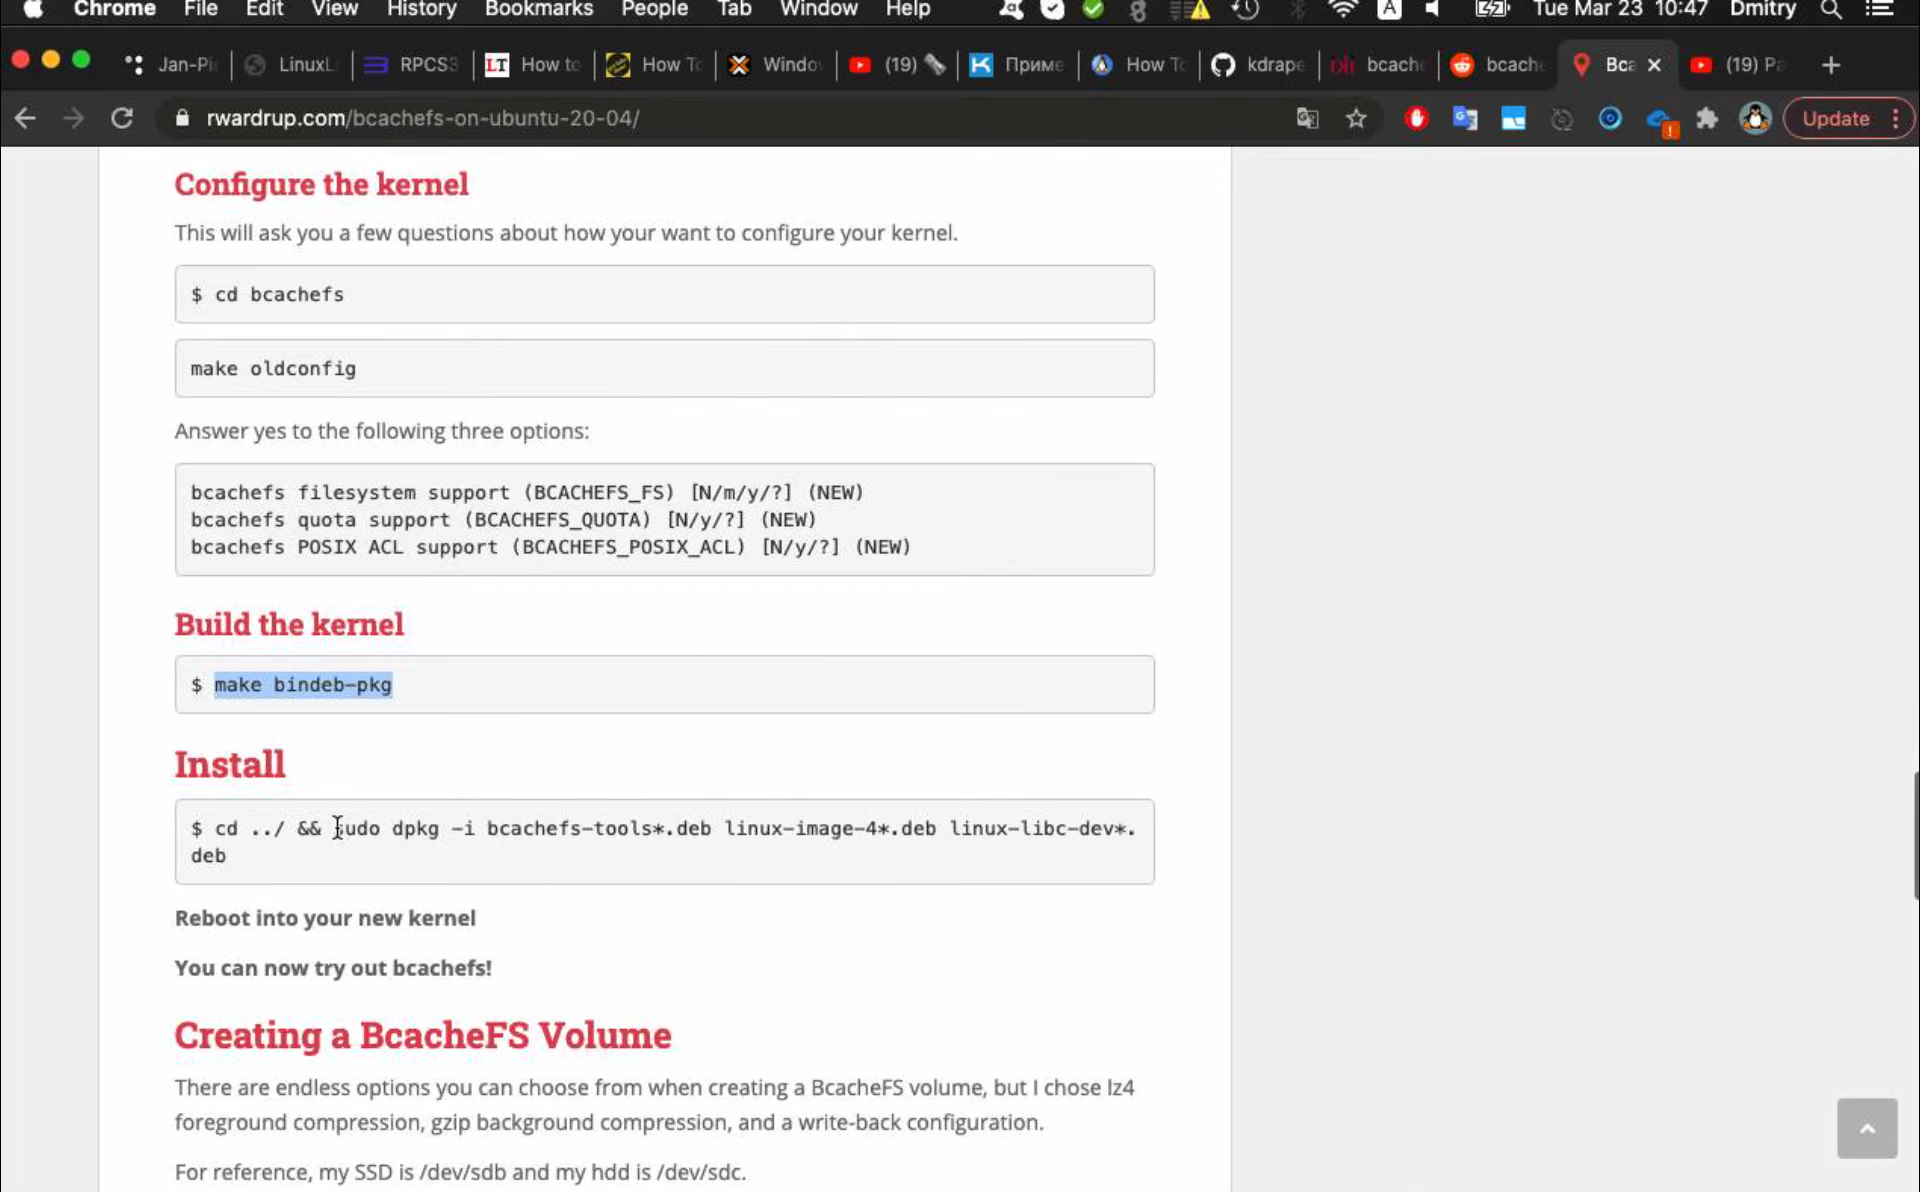 Chrome File Edit View History Bookmarks People Tab Window Help A Tue Mar 23 10:47 Dmitry
Jan-Pi LinuxL RPCS3 LT How to How To Windo (19) Приме How To kdrape bcache bcache Bca (19) Pa
rwardrup.com/bcachefs-on-ubuntu-20-04/ Update
Configure the kernel
This will ask you a few questions about how your want to configure your kernel.
$ cd bcachefs
make oldconfig
Answer yes to the following three options:
bcachefs filesystem support (BCACHEFS_FS) [N/m/y/?] (NEW)
bcachefs quota support (BCACHEFS_QUOTA) [N/y/?] (NEW)
bcachefs POSIX ACL support (BCACHEFS_POSIX_ACL) [N/y/?] (NEW)
Build the kernel
$ make bindeb-pkg
Install
$ cd ../ && sudo dpkg -i bcachefs-tools*.deb linux-image-4*.deb linux-libc-dev*.
deb
Reboot into your new kernel
You can now try out bcachefs!
Creating a BcacheFS Volume
There are endless options you can choose from when creating a BcacheFS volume, but I chose lz4
foreground compression, gzip background compression, and a write-back configuration.
For reference, my SSD is /dev/sdb and my hdd is /dev/sdc.